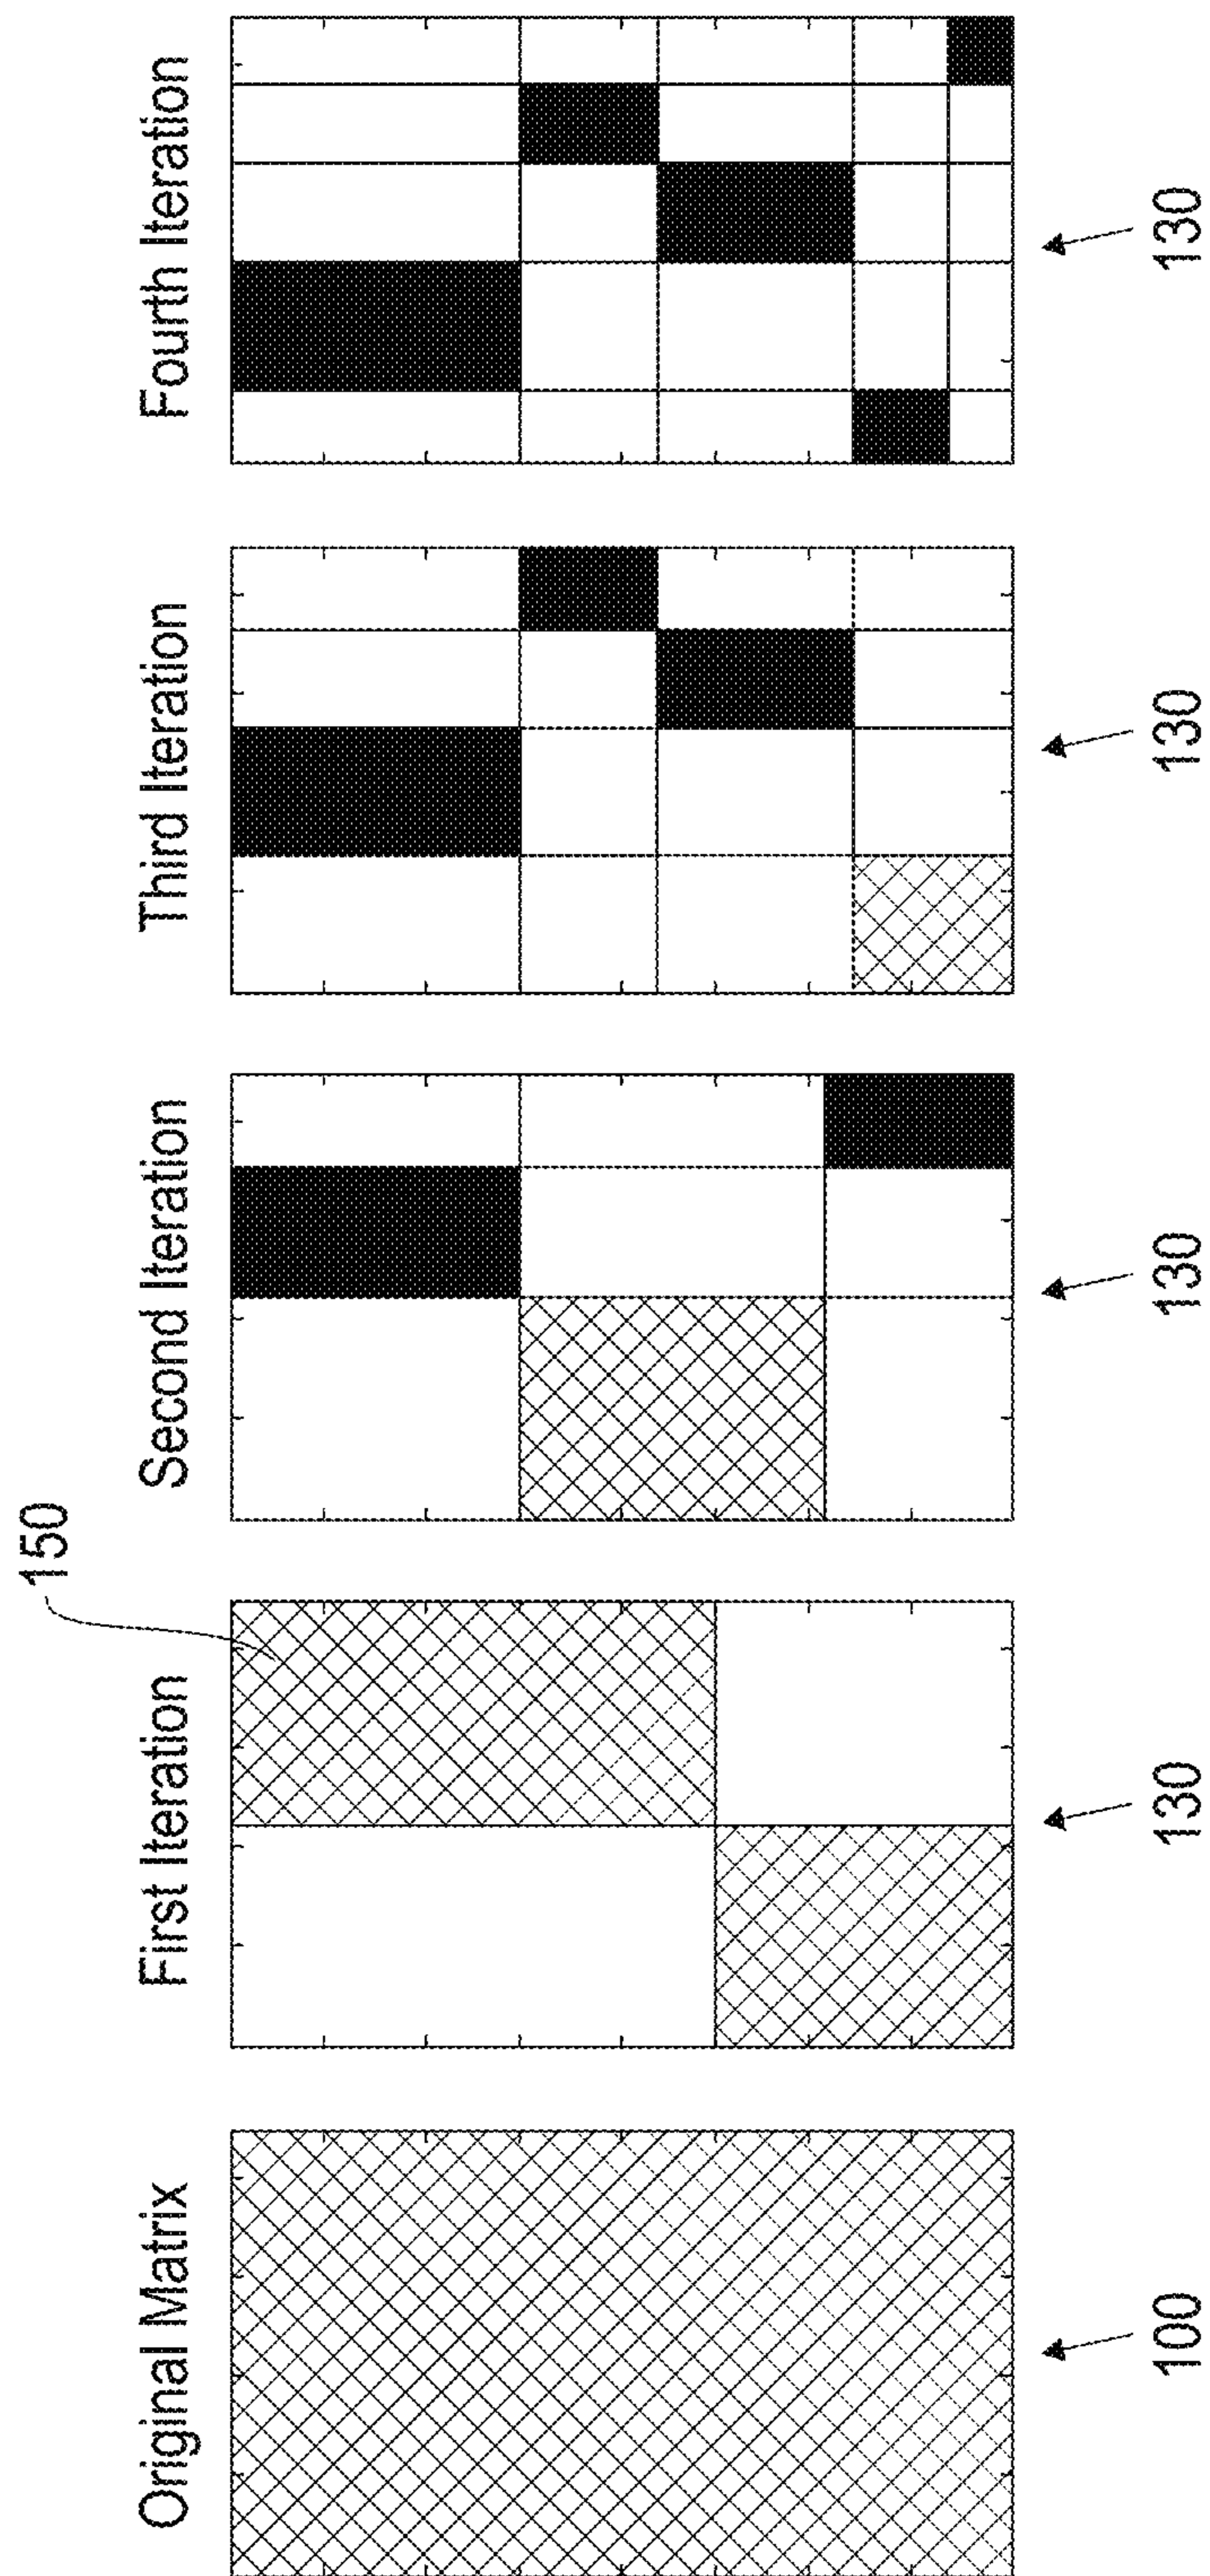 150
Original Matrix
First Iteration
Second Iteration
Third Iteration
Fourth Iteration
100
130
130
130
130